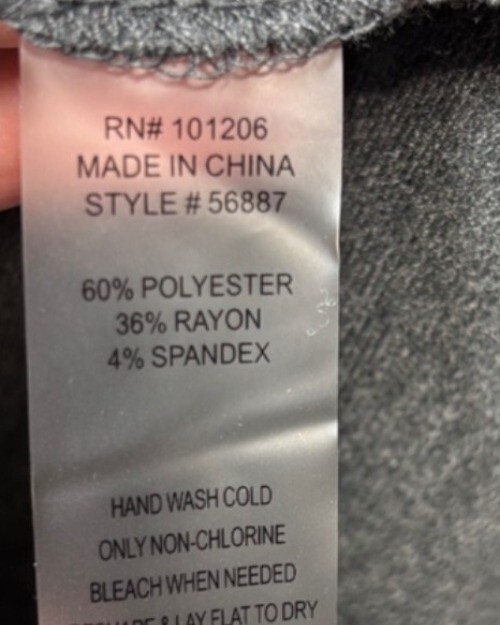 RN# 101206
MADE IN CHINA
STYLE # 56887
60% POLYESTER
36% RAYON
4% SPANDEX
HAND WASH COLD
ONLY NON-CHLORINE
BLEACH WHEN NEEDED
& LAY FLAT TO DRY